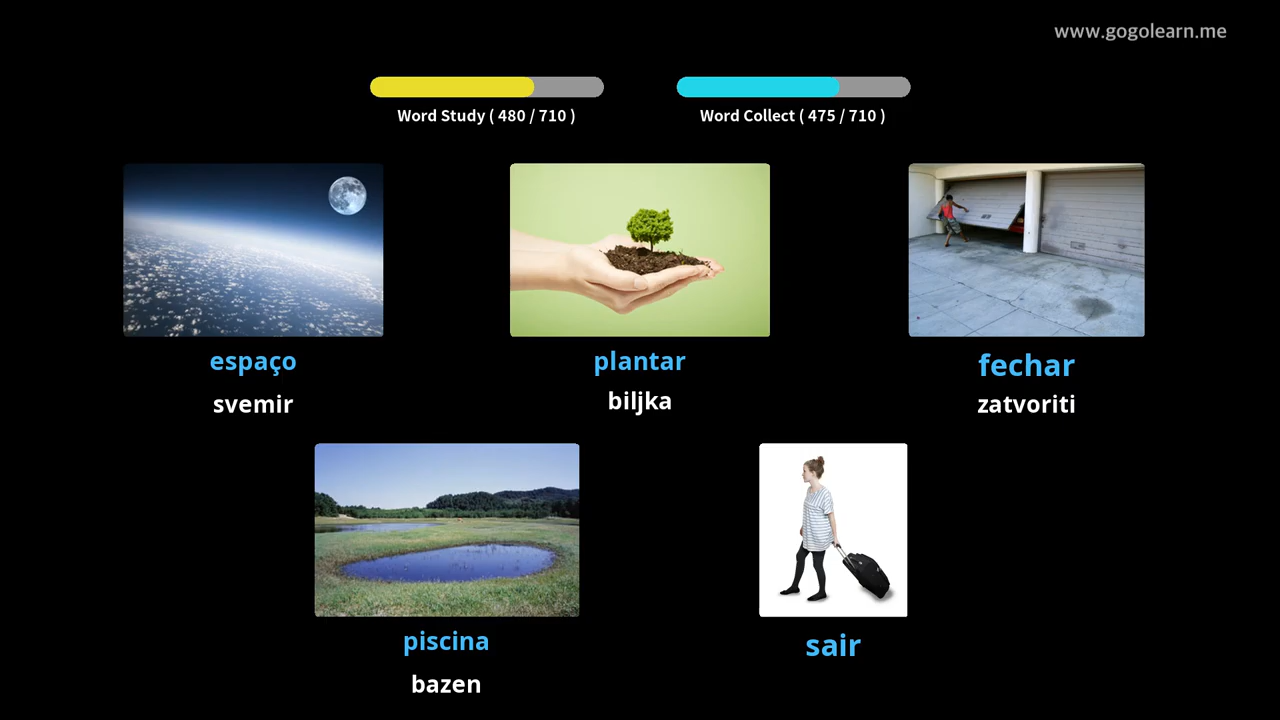 www.gogolearn.me
Word Study ( 480 / 710 )
Word Collect ( 475 / 710 )
espaço
svemir
plantar
biljka
fechar
zatvoriti
piscina
bazen
sair